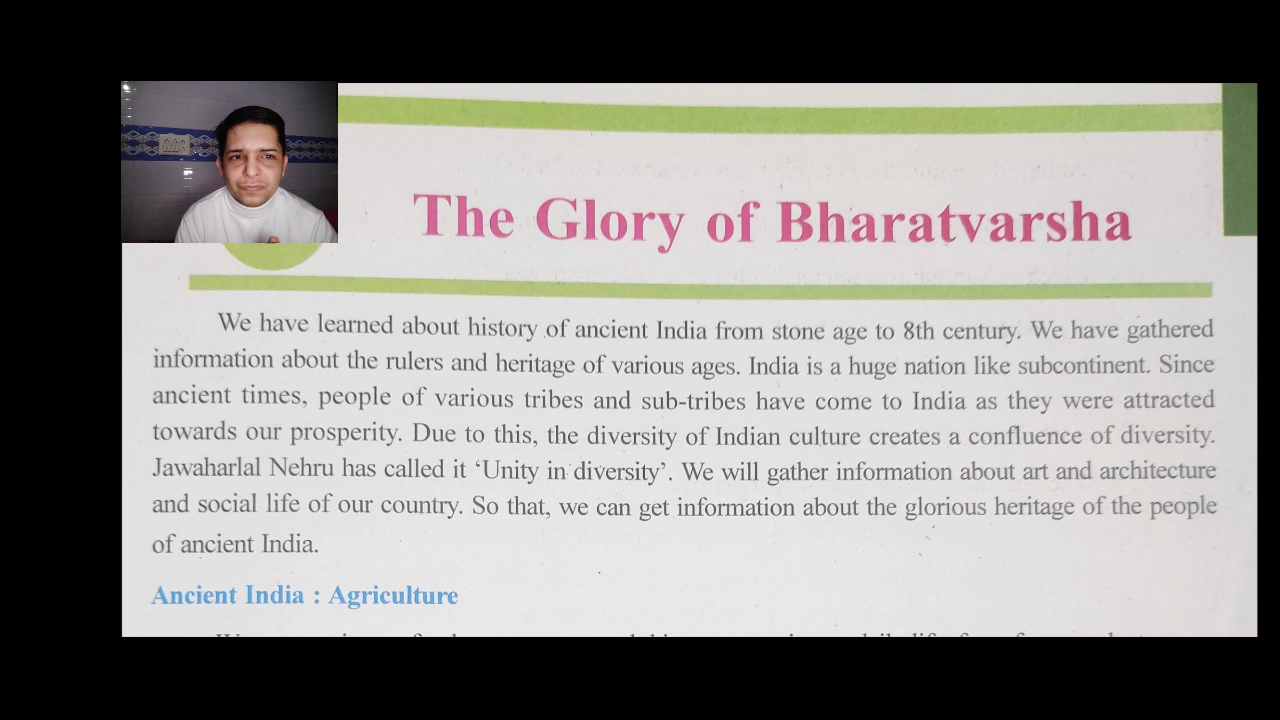 The Glory of Bharatvarsha
We have learned about history of ancient India from stone age to 8th century. We have gathered
information about the rulers and heritage of various ages. India is a huge nation like subcontinent. Since
ancient times, people of various tribes and sub-tribes have come to India as they were attracted
towards our prosperity. Due to this, the diversity of Indian culture creates a confluence of diversity.
Jawaharlal Nehru has called it ‘Unity in diversity’. We will gather information about art and architecture
and social life of our country. So that, we can get information about the glorious heritage of the people
of ancient India.
Ancient India : Agriculture